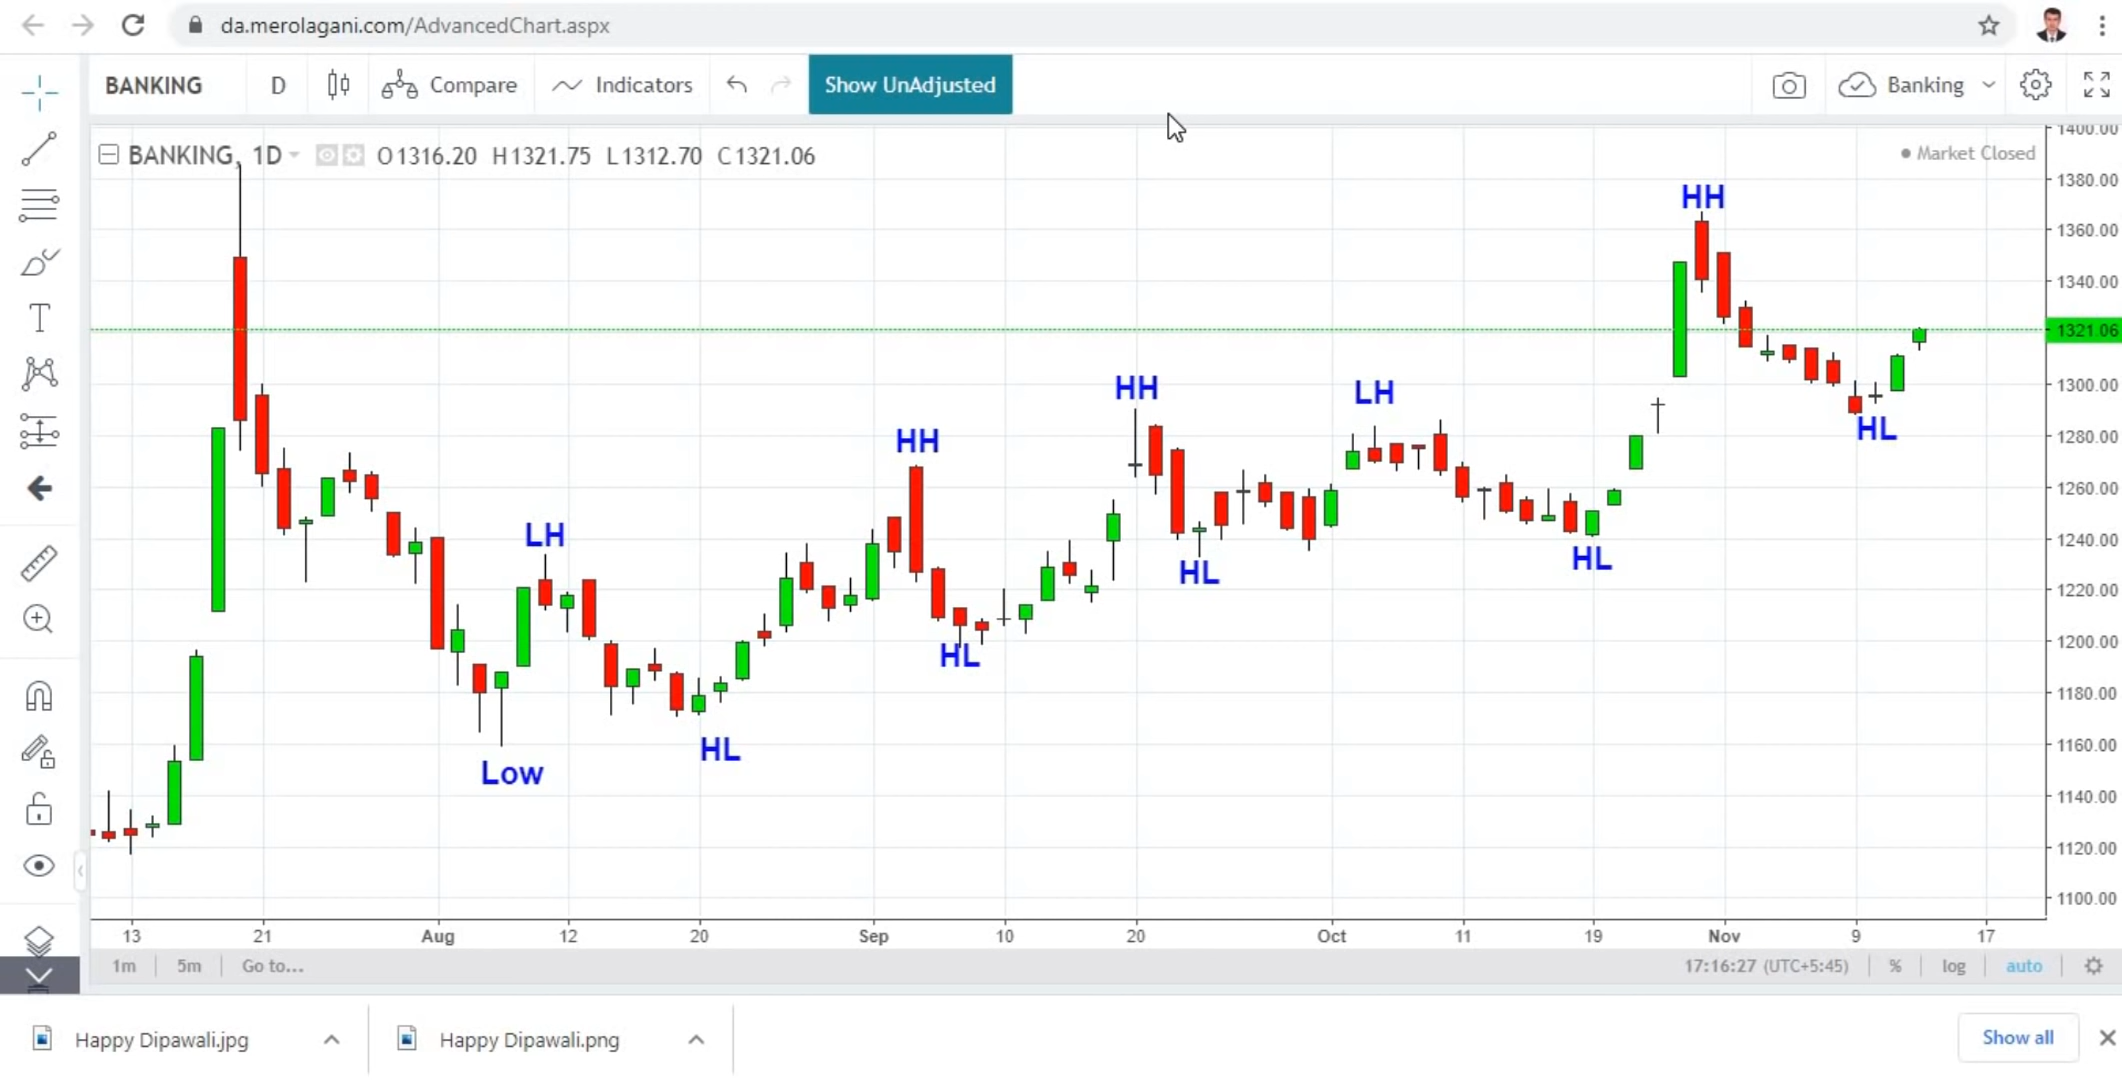 da.merolagani.com/AdvancedChart.aspx
BANKING D Compare Indicators Show UnAdjusted Banking
BANKING, 1D O1316.20 H1321.75 L1312.70 C1321.06
Market Closed
1400.00
1380.00
1360.00
1340.00
1321.06
1300.00
1280.00
1260.00
1240.00
1220.00
1200.00
1180.00
1160.00
1140.00
1120.00
1100.00
HH
HH
LH
HH
HL
LH
HL
HL
HL
HL
Low
13 21 Aug 12 20 Sep 10 20 Oct 11 19 Nov 9 17
1m 5m Go to... 17:16:27 (UTC+5:45) % log auto
Happy Dipawali.jpg Happy Dipawali.png Show all